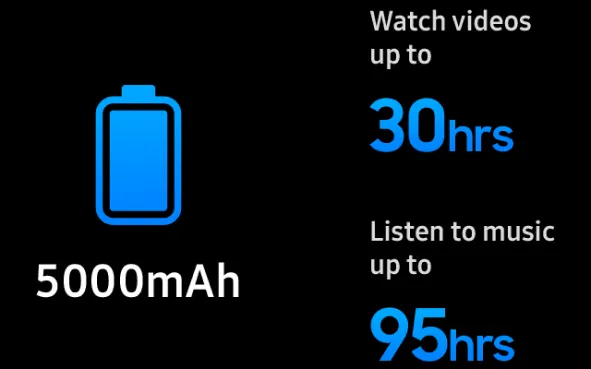 5000mAh
Watch videos
up to
30hrs
Listen to music
up to
95hrs